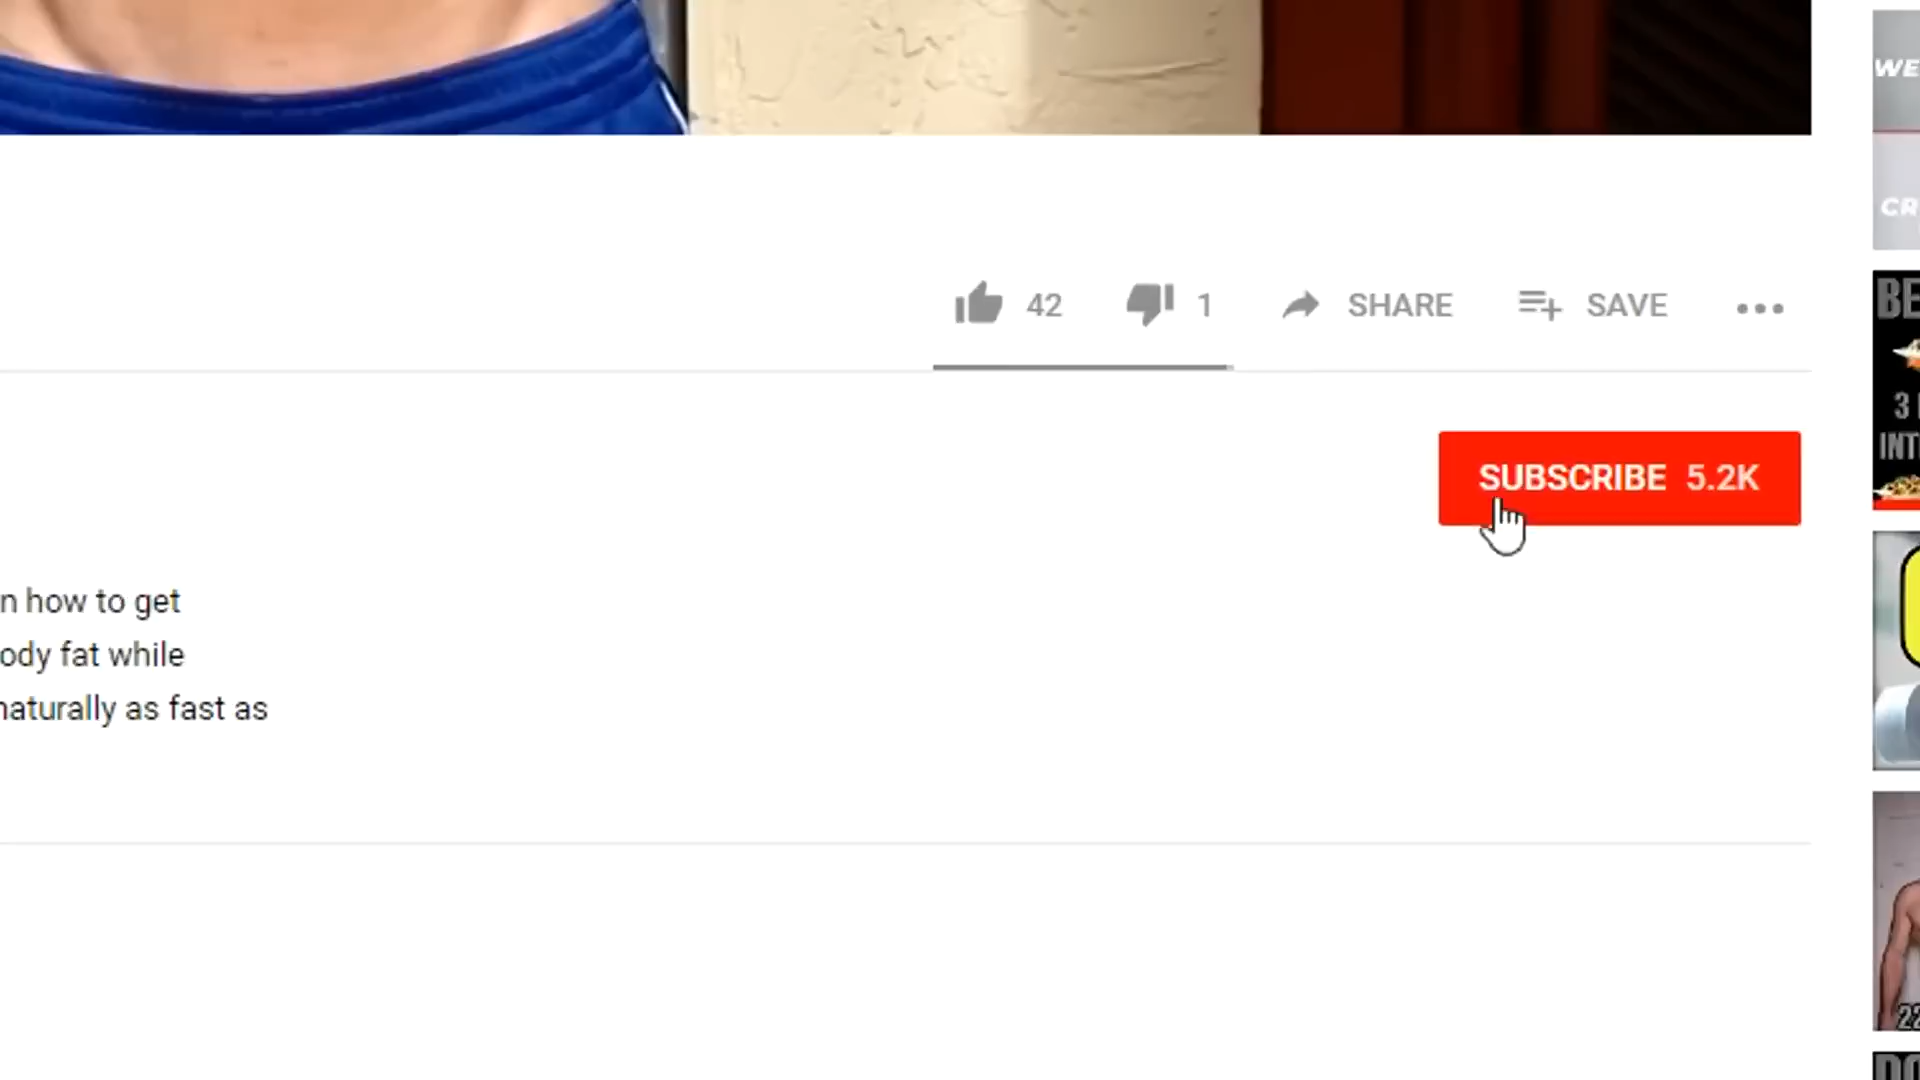 42 1 SHARE SAVE
SUBSCRIBE 5.2K
how to get
fat while
naturally as fast as
WE
CR
BE
3
INT
22